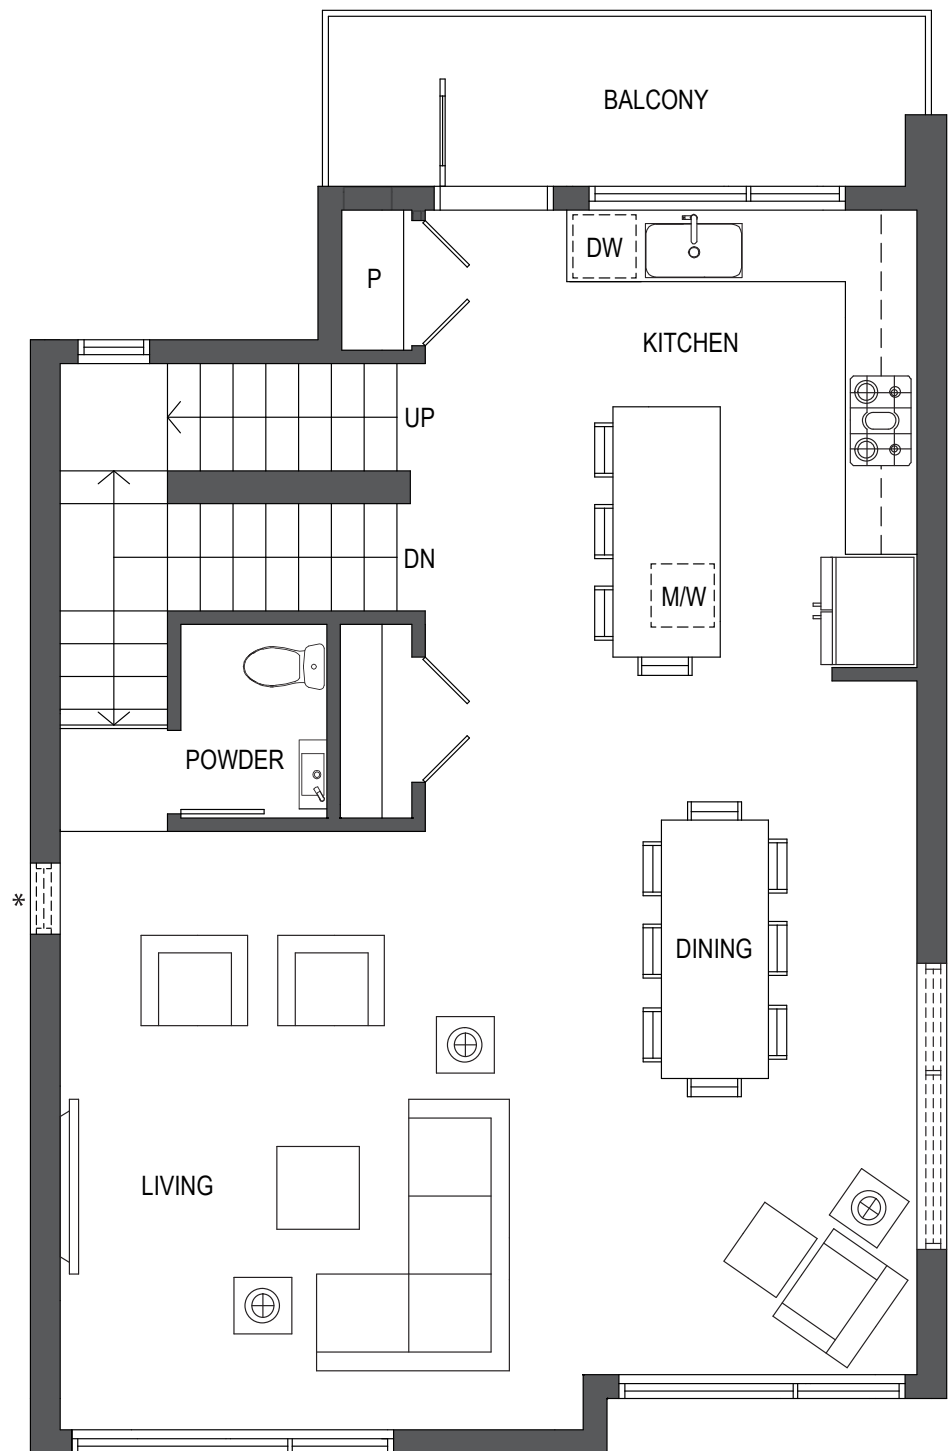 BALCONY
DW
P
KITCHEN
UP
DN
M/W
POWDER
*
DINING
LIVING